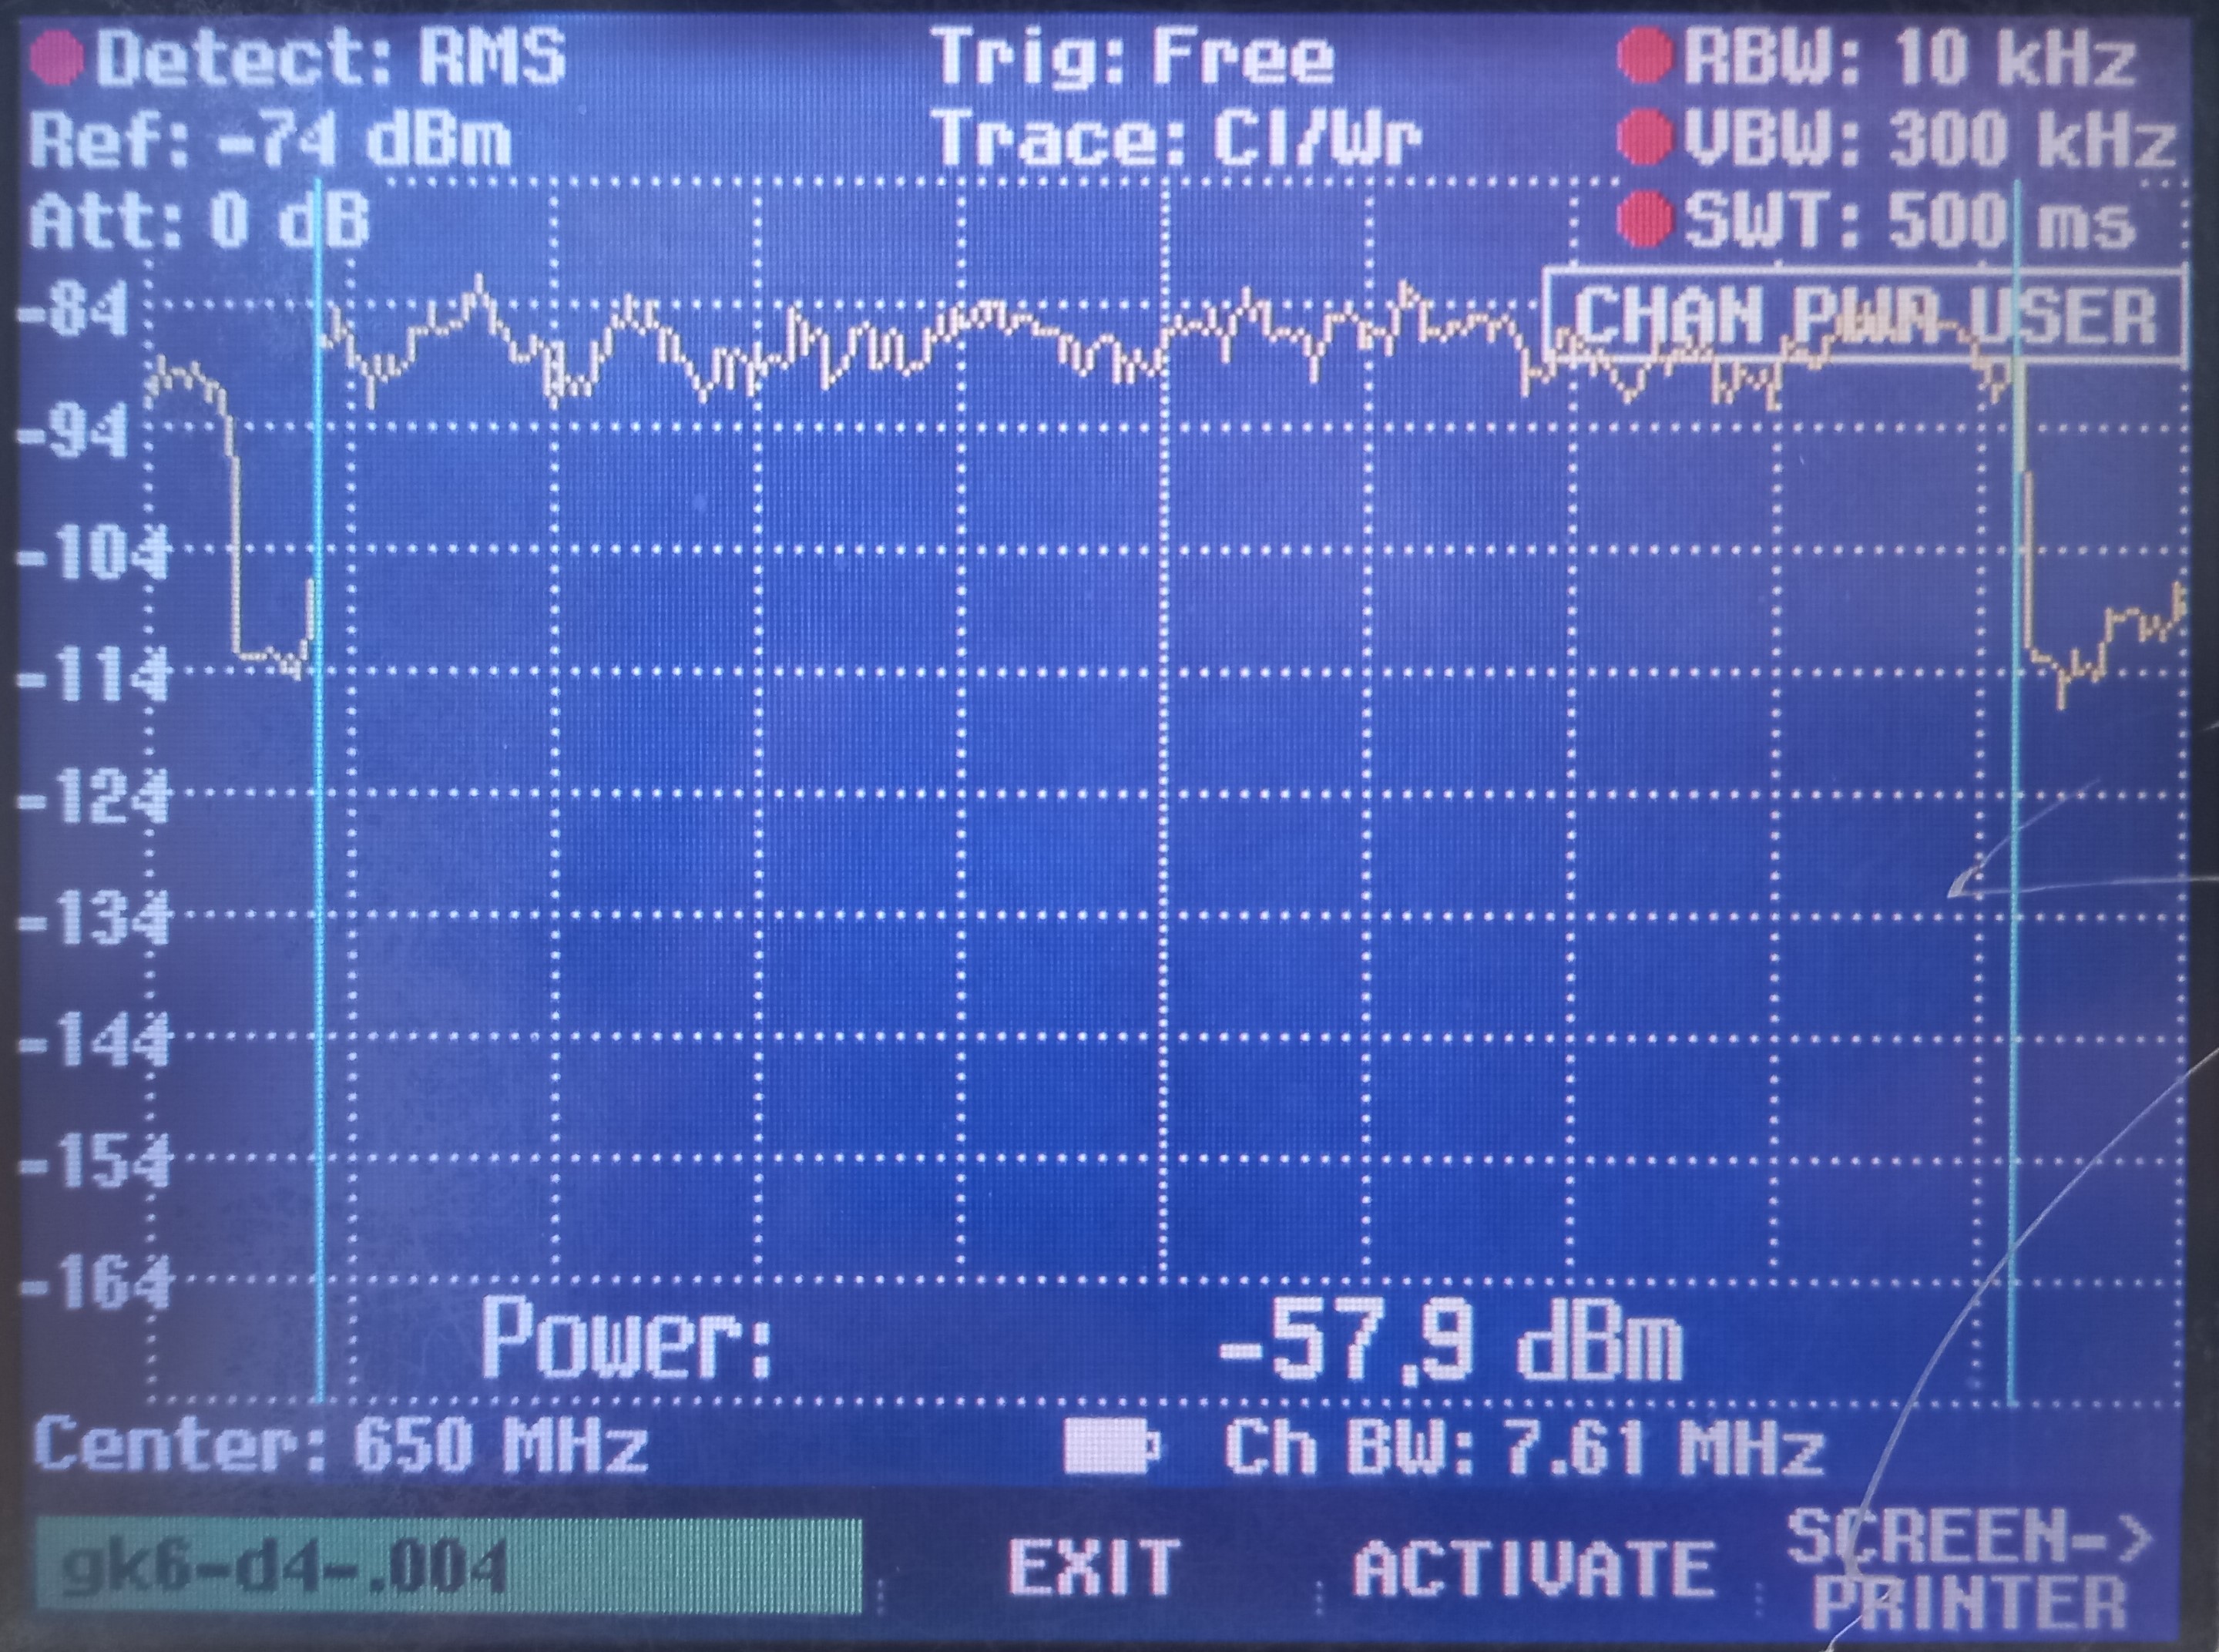 Detect: RMS Trig: Free RBW: 10 kHz
Ref: -74 dBm Trace: Cl/Wr VBW: 300 kHz
Att: 0 dB SWT: 500 ms
CHAN PWR USER
-84
-94
-104
-114
-124
-134
-144
-154
-164
Power: -57.9 dBm
Center: 650 MHz Ch BW: 7.61 MHz
gk6-d4-.004 EXIT ACTIVATE SCREEN->
PRINTER